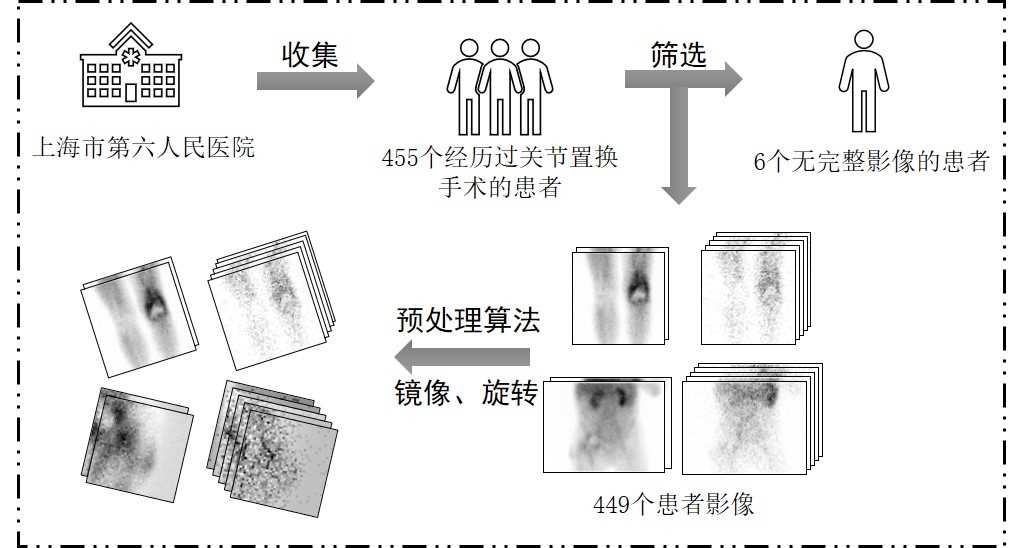 收集
筛选
上海市第六人民医院
455个经历过关节置换
手术的患者
6个无完整影像的患者
预处理算法
镜像、旋转
449个患者影像